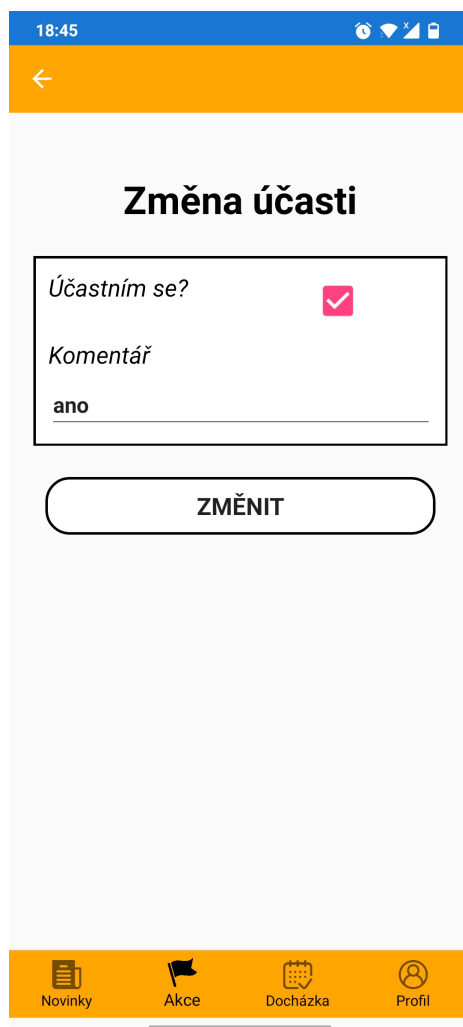 18:45
Změna účasti
Účastním se?
Komentář
ano
ZMĚNIT
Novinky Akce Docházka Profil